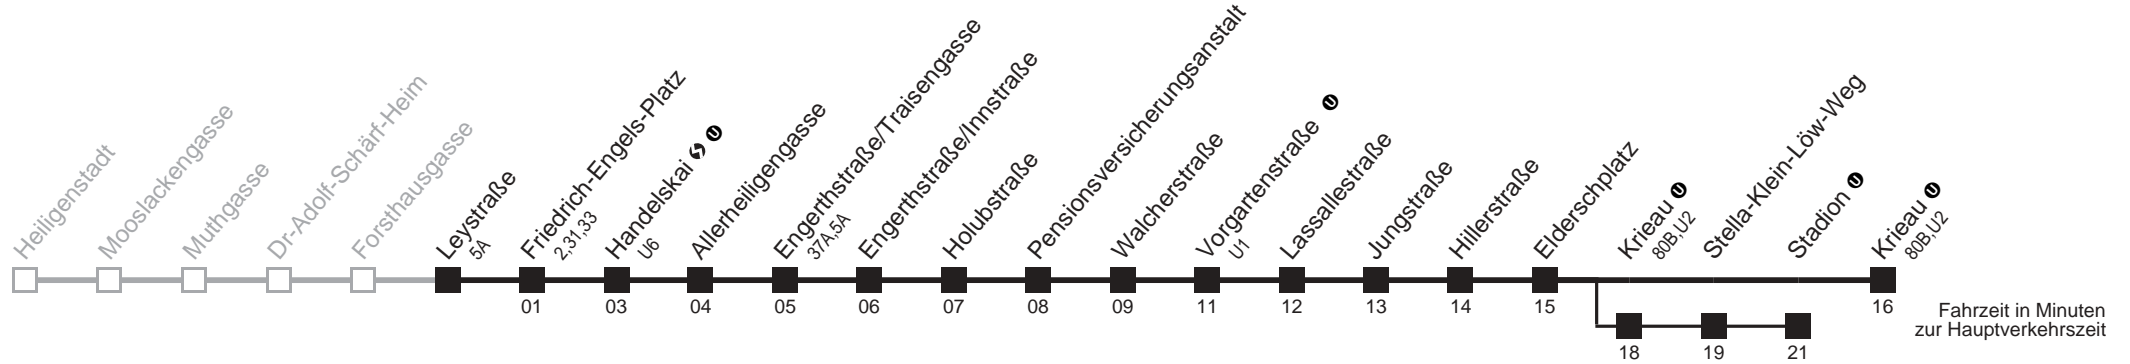 Heiligenstadt
Mooslackengasse
Muthgasse
Dr-Adolf-Schärf-Heim
Forsthausgasse
Leystraße
5A
Friedrich-Engels-Platz
2,31,33
Handelskai S U
U6
Allerheiligengasse
Engerthstraße/Traisengasse
37A,5A
Engerthstraße/Innstraße
Holubstraße
Pensionsversicherungsanstalt
Walcherstraße
Vorgartenstraße U
U1
Lassallestraße
Jungstraße
Hillerstraße
Elderschplatz
Krieau U
80B,U2
Stella-Klein-Löw-Weg
Stadion U
Krieau U
80B,U2
01 03 04 05 06 07 08 09 11 12 13 14 15 16
18 19 21
Fahrzeit in Minuten
zur Hauptverkehrszeit